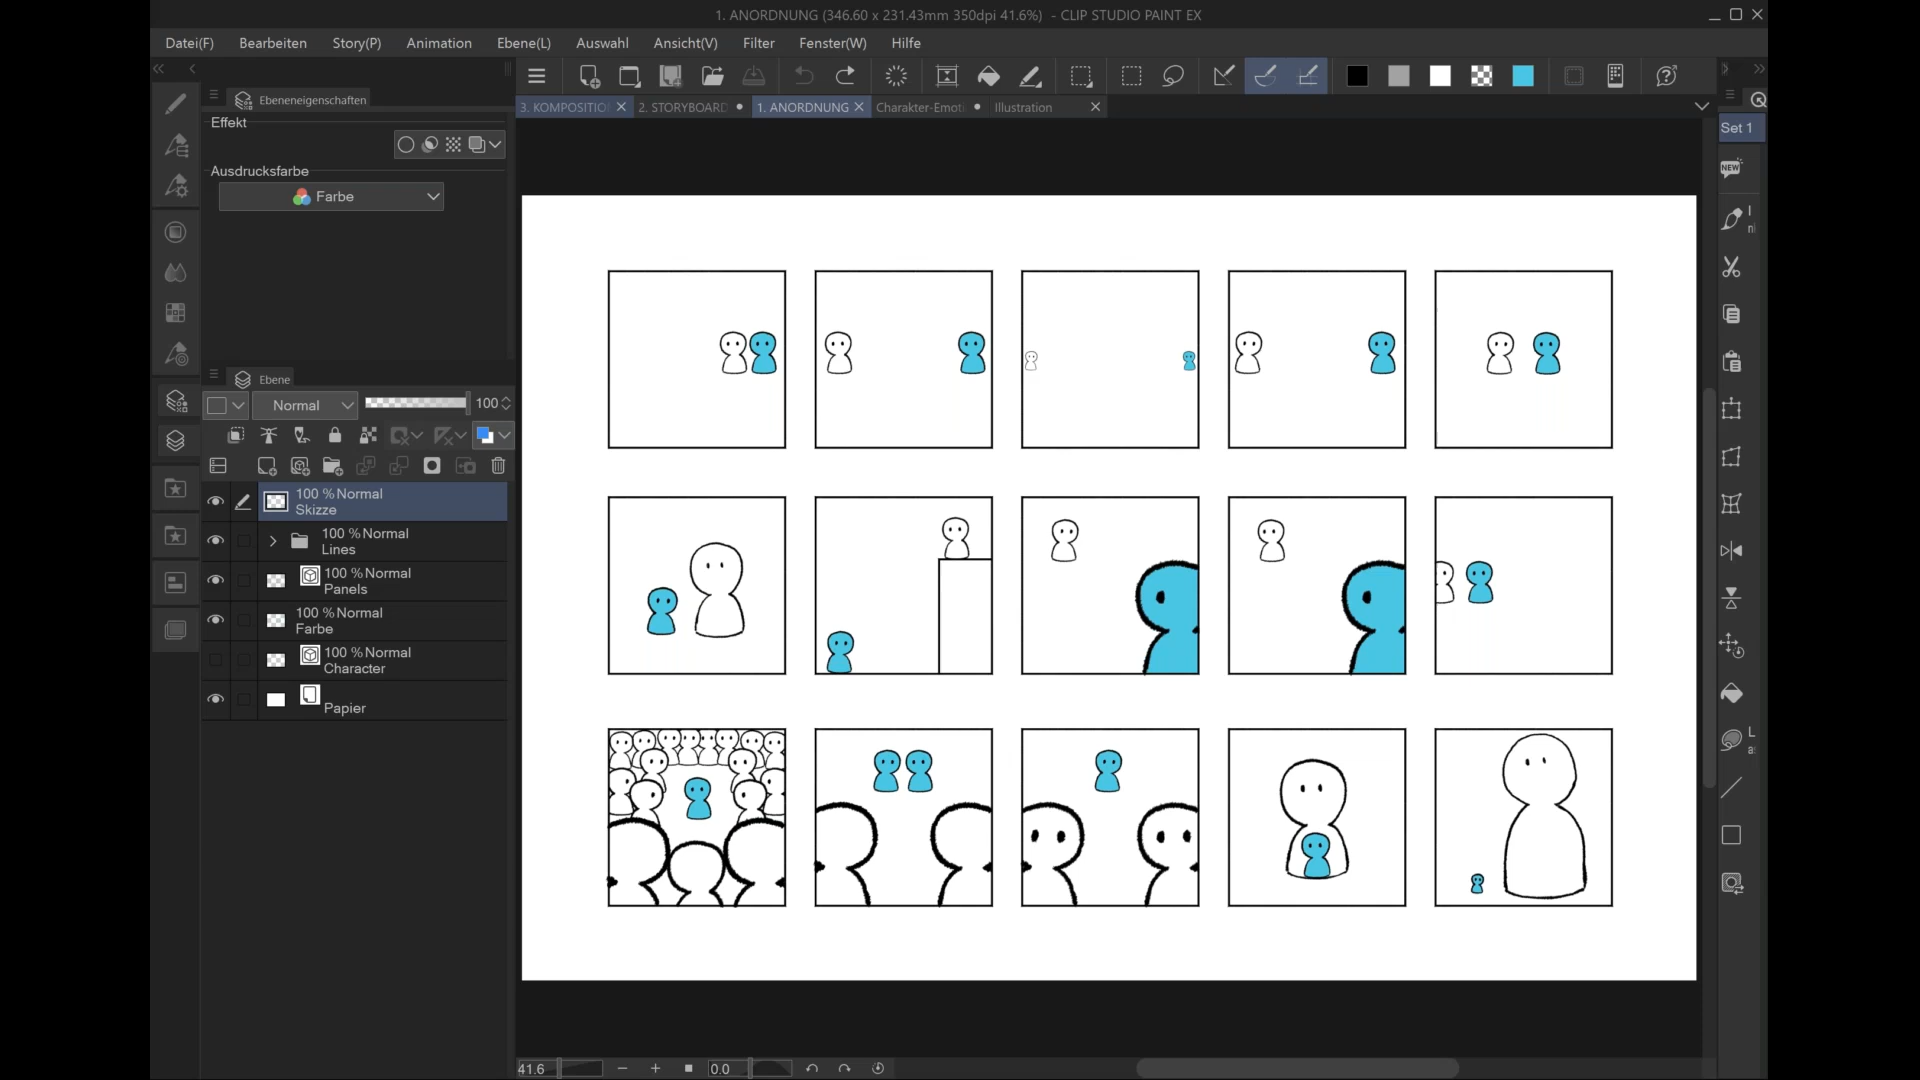 1. ANORDNUNG (346.60 x 231.43mm 350dpi 41.6%) - CLIP STUDIO PAINT EX
Datei(F) Bearbeiten Story(P) Animation Ebene(L) Auswahl Ansicht(V) Filter Fenster(W) Hilfe
3. KOMPOSITIO 2. STORYBOARD 1. ANORDNUNG Charakter-Emoti Illustration
Ebeneneigenschaften
Effekt
Ausdrucksfarbe
Farbe
Ebene
Normal 100
100 %Normal
Skizze
100 %Normal
Lines
100 %Normal
Panels
100 %Normal
Farbe
100 %Normal
Character
Papier
Set 1
NEW
41.6 0.0